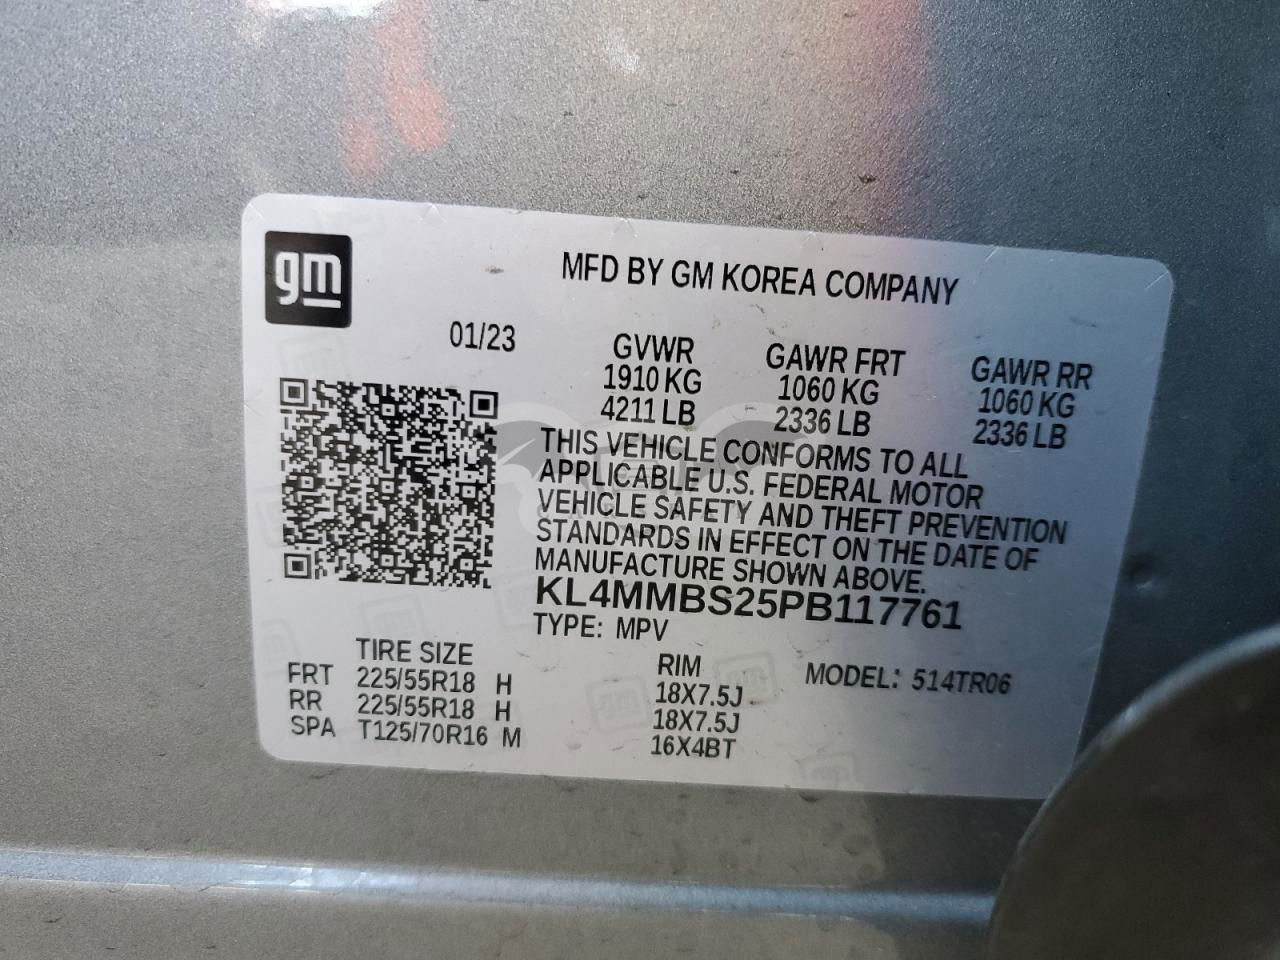 gm
MFD BY GM KOREA COMPANY
01/23
GVWR GAWR FRT GAWR RR
1910 KG 1060 KG 1060 KG
4211 LB 2336 LB 2336 LB
THIS VEHICLE CONFORMS TO ALL
APPLICABLE U.S. FEDERAL MOTOR
VEHICLE SAFETY AND THEFT PREVENTION
STANDARDS IN EFFECT ON THE DATE OF
MANUFACTURE SHOWN ABOVE.
KL4MMBS25PB117761
TYPE: MPV
TIRE SIZE RIM MODEL: 514TR06
FRT 225/55R18 H 18X7.5J
RR 225/55R18 H 18X7.5J
SPA T125/70R16 M 16X4BT